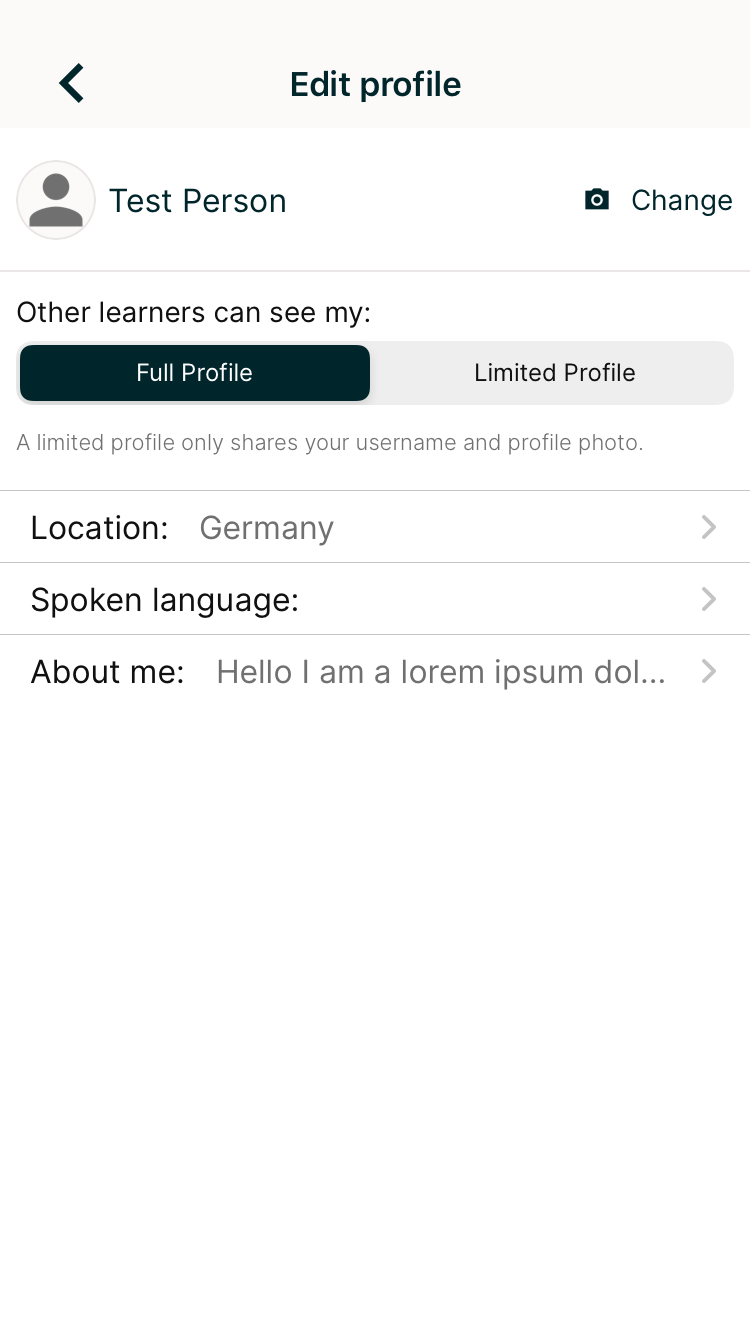 Edit profile
Test Person
Change
Other learners can see my:
Full Profile
Limited Profile
A limited profile only shares your username and profile photo.
Location: Germany
Spoken language:
About me: Hello I am a lorem ipsum dol...